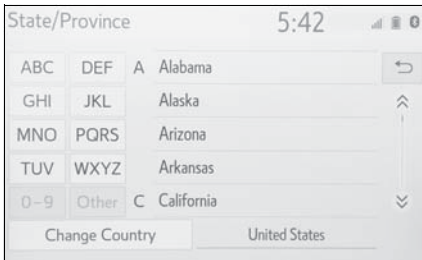 State/Province 5:42
ABC DEF A Alabama
GHI JKL Alaska
MNO PQRS Arizona
TUV WXYZ Arkansas
0-9 Other C California
Change Country United States